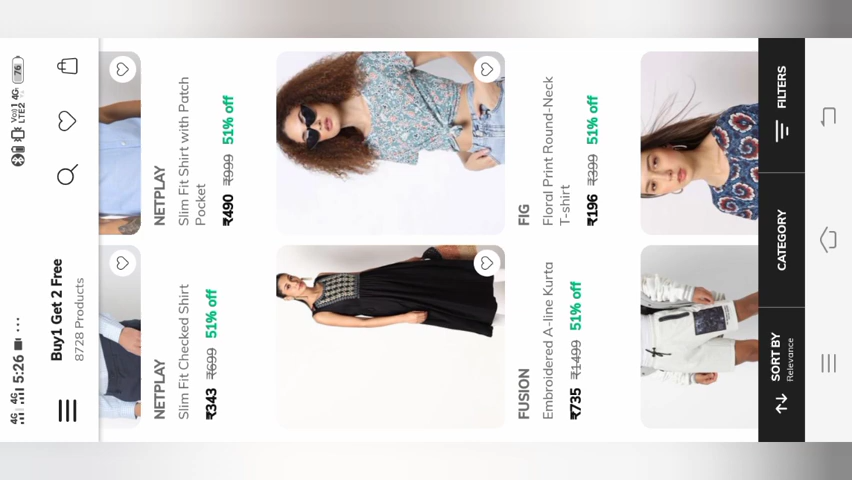 4G 4G 5:26 ...
Vo) 1 4G
LTE2
76
Buy1 Get 2 Free
8728 Products
NETPLAY
Slim Fit Checked Shirt
₹343 ₹699 51% off
NETPLAY
Slim Fit Shirt with Patch
Pocket
₹490 ₹999 51% off
FUSION
Embroidered A-line Kurta
₹735 ₹1499 51% off
FIG
Floral Print Round-Neck
T-shirt
₹196 ₹399 51% off
SORT BY
Relevance
CATEGORY
FILTERS